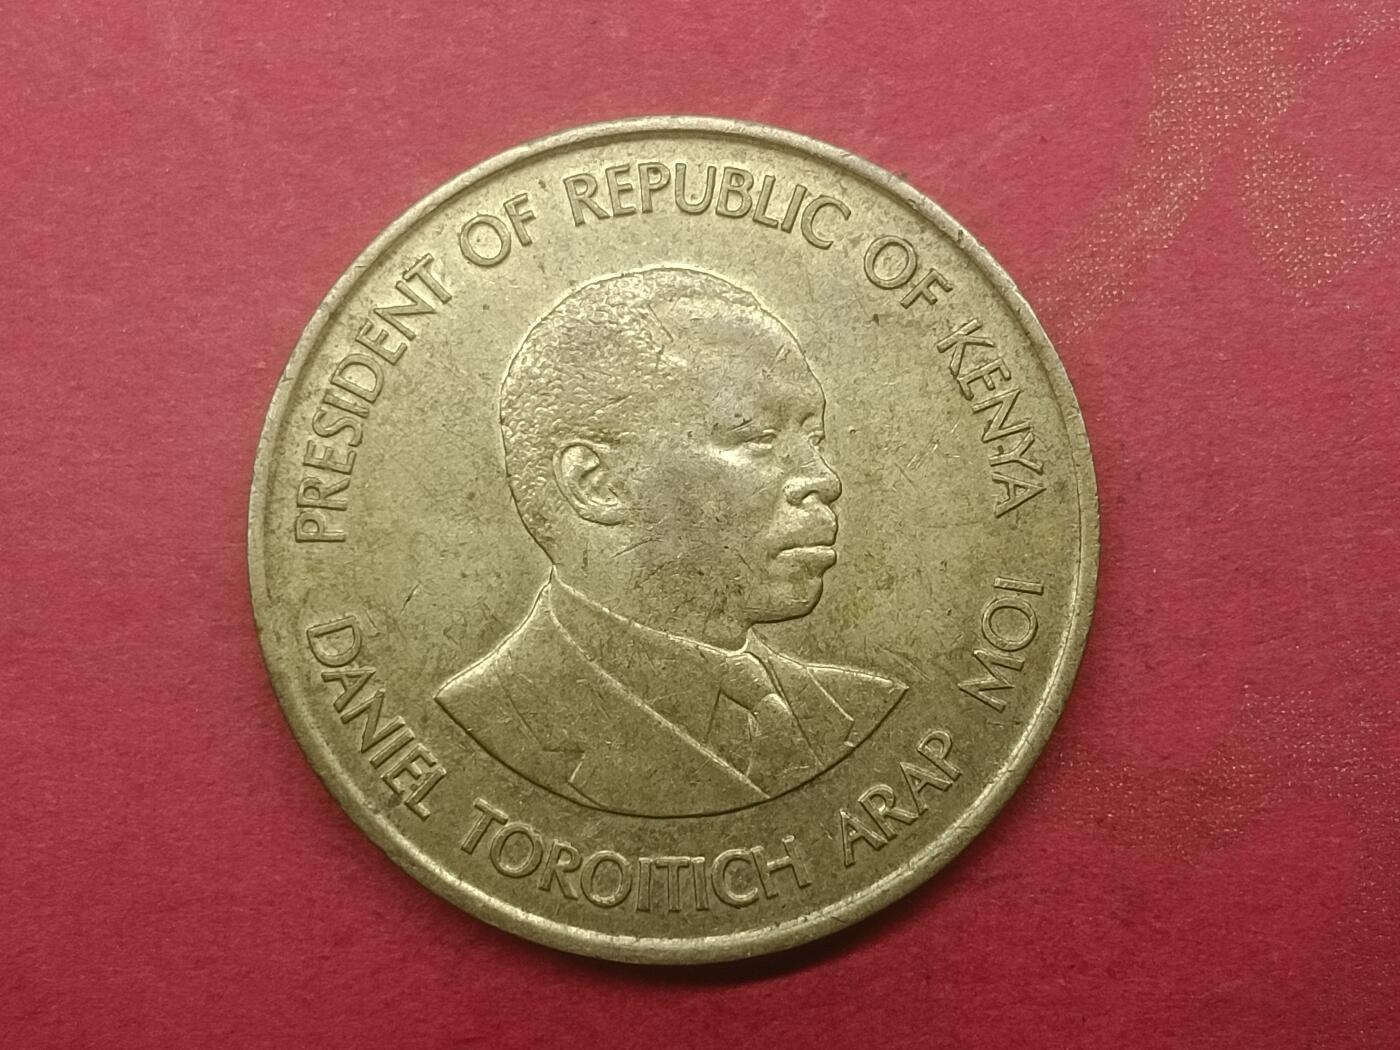 PRESIDENT OF REPUBLIC OF KENYA
DANIEL TOROITICH ARAP MOI